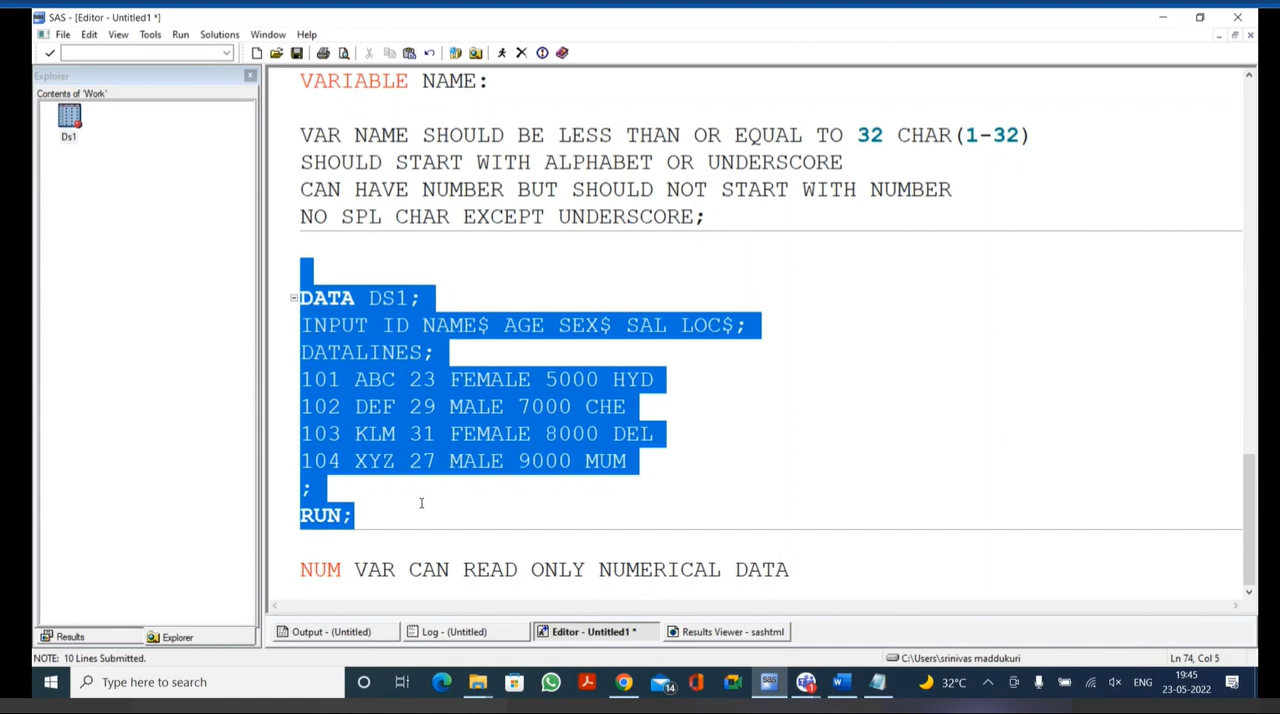 SAS - [Editor - Untitled1 *]
File Edit View Tools Run Solutions Window Help
Explorer
Contents of 'Work'
Ds1
VARIABLE NAME:
VAR NAME SHOULD BE LESS THAN OR EQUAL TO 32 CHAR(1-32)
SHOULD START WITH ALPHABET OR UNDERSCORE
CAN HAVE NUMBER BUT SHOULD NOT START WITH NUMBER
NO SPL CHAR EXCEPT UNDERSCORE;
DATA DS1;
INPUT ID NAME$ AGE SEX$ SAL LOC$;
DATALINES;
101 ABC 23 FEMALE 5000 HYD
102 DEF 29 MALE 7000 CHE
103 KLM 31 FEMALE 8000 DEL
104 XYZ 27 MALE 9000 MUM
;
RUN;
NUM VAR CAN READ ONLY NUMERICAL DATA
Results Explorer
Output - (Untitled) Log - (Untitled) Editor - Untitled1 * Results Viewer - sashtml
NOTE: 10 Lines Submitted. C:\Users\srinivas maddukuri Ln 74, Col 5
Type here to search
14
sas
32°C
ENG
19:45
23-05-2022